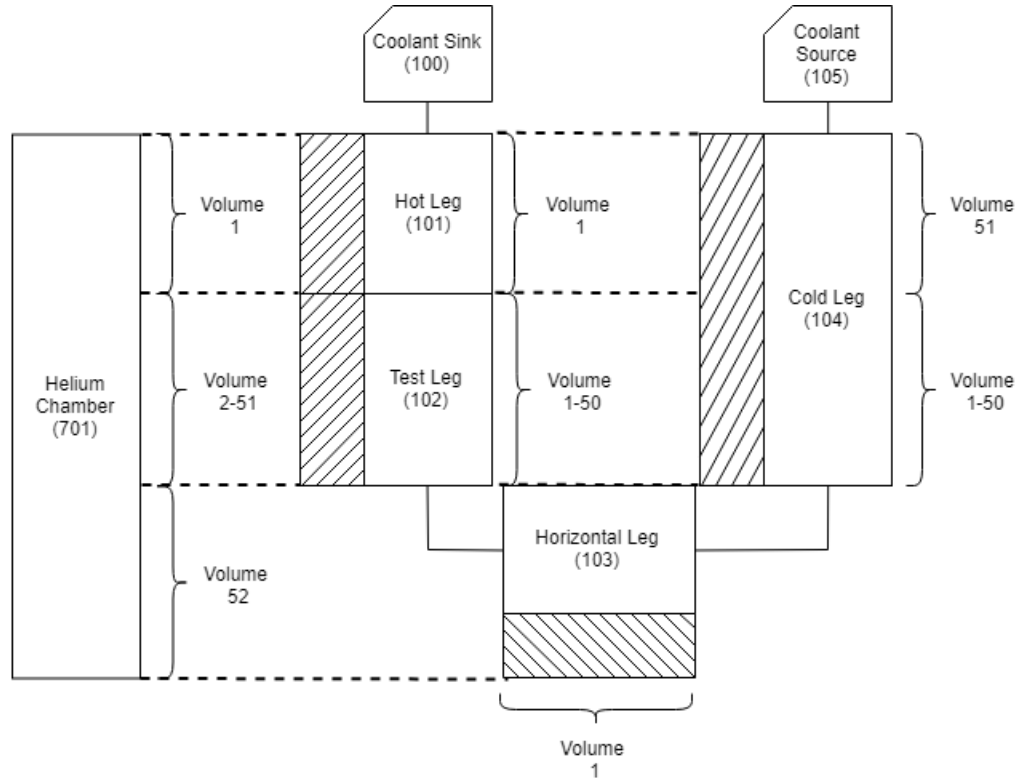 Coolant Sink
(100)
Coolant
Source
(105)
Volume
1
Hot Leg
(101)
Volume
1
Volume
51
Helium
Chamber
(701)
Volume
2-51
Test Leg
(102)
Volume
1-50
Cold Leg
(104)
Volume
1-50
Volume
52
Horizontal Leg
(103)
Volume
1